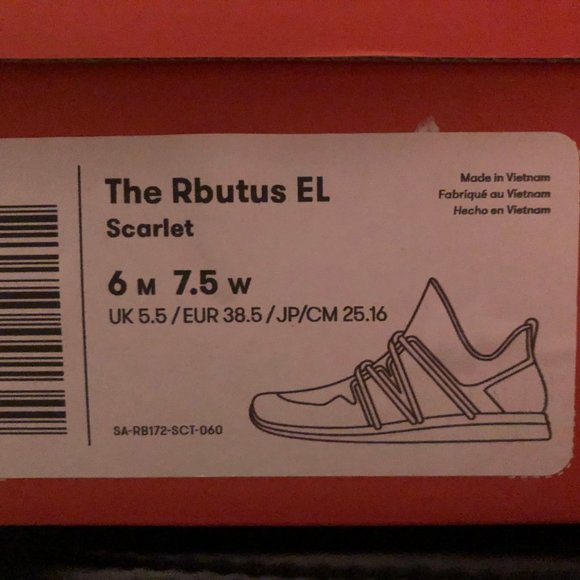 The Rbutus EL
Scarlet
Made in Vietnam
Fabriqué au Vietnam
Hecho en Vietnam
6 M 7.5 W
UK 5.5 / EUR 38.5 / JP/CM 25.16
SA-RB172-SCT-060